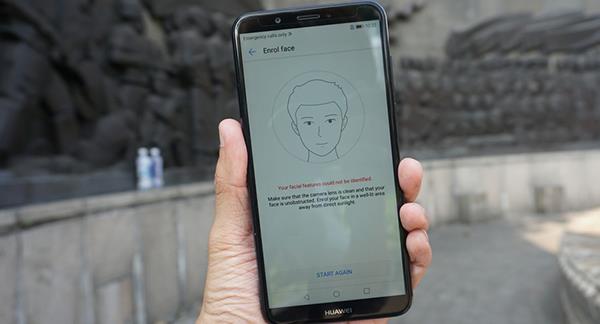 Emergency calls only
Enrol face
Your facial features could not be identified.
Make sure that the camera lens is clean and that your
face is unobstructed. Enrol your face in a well-lit area
away from direct sunlight.
START AGAIN
HUAWEI